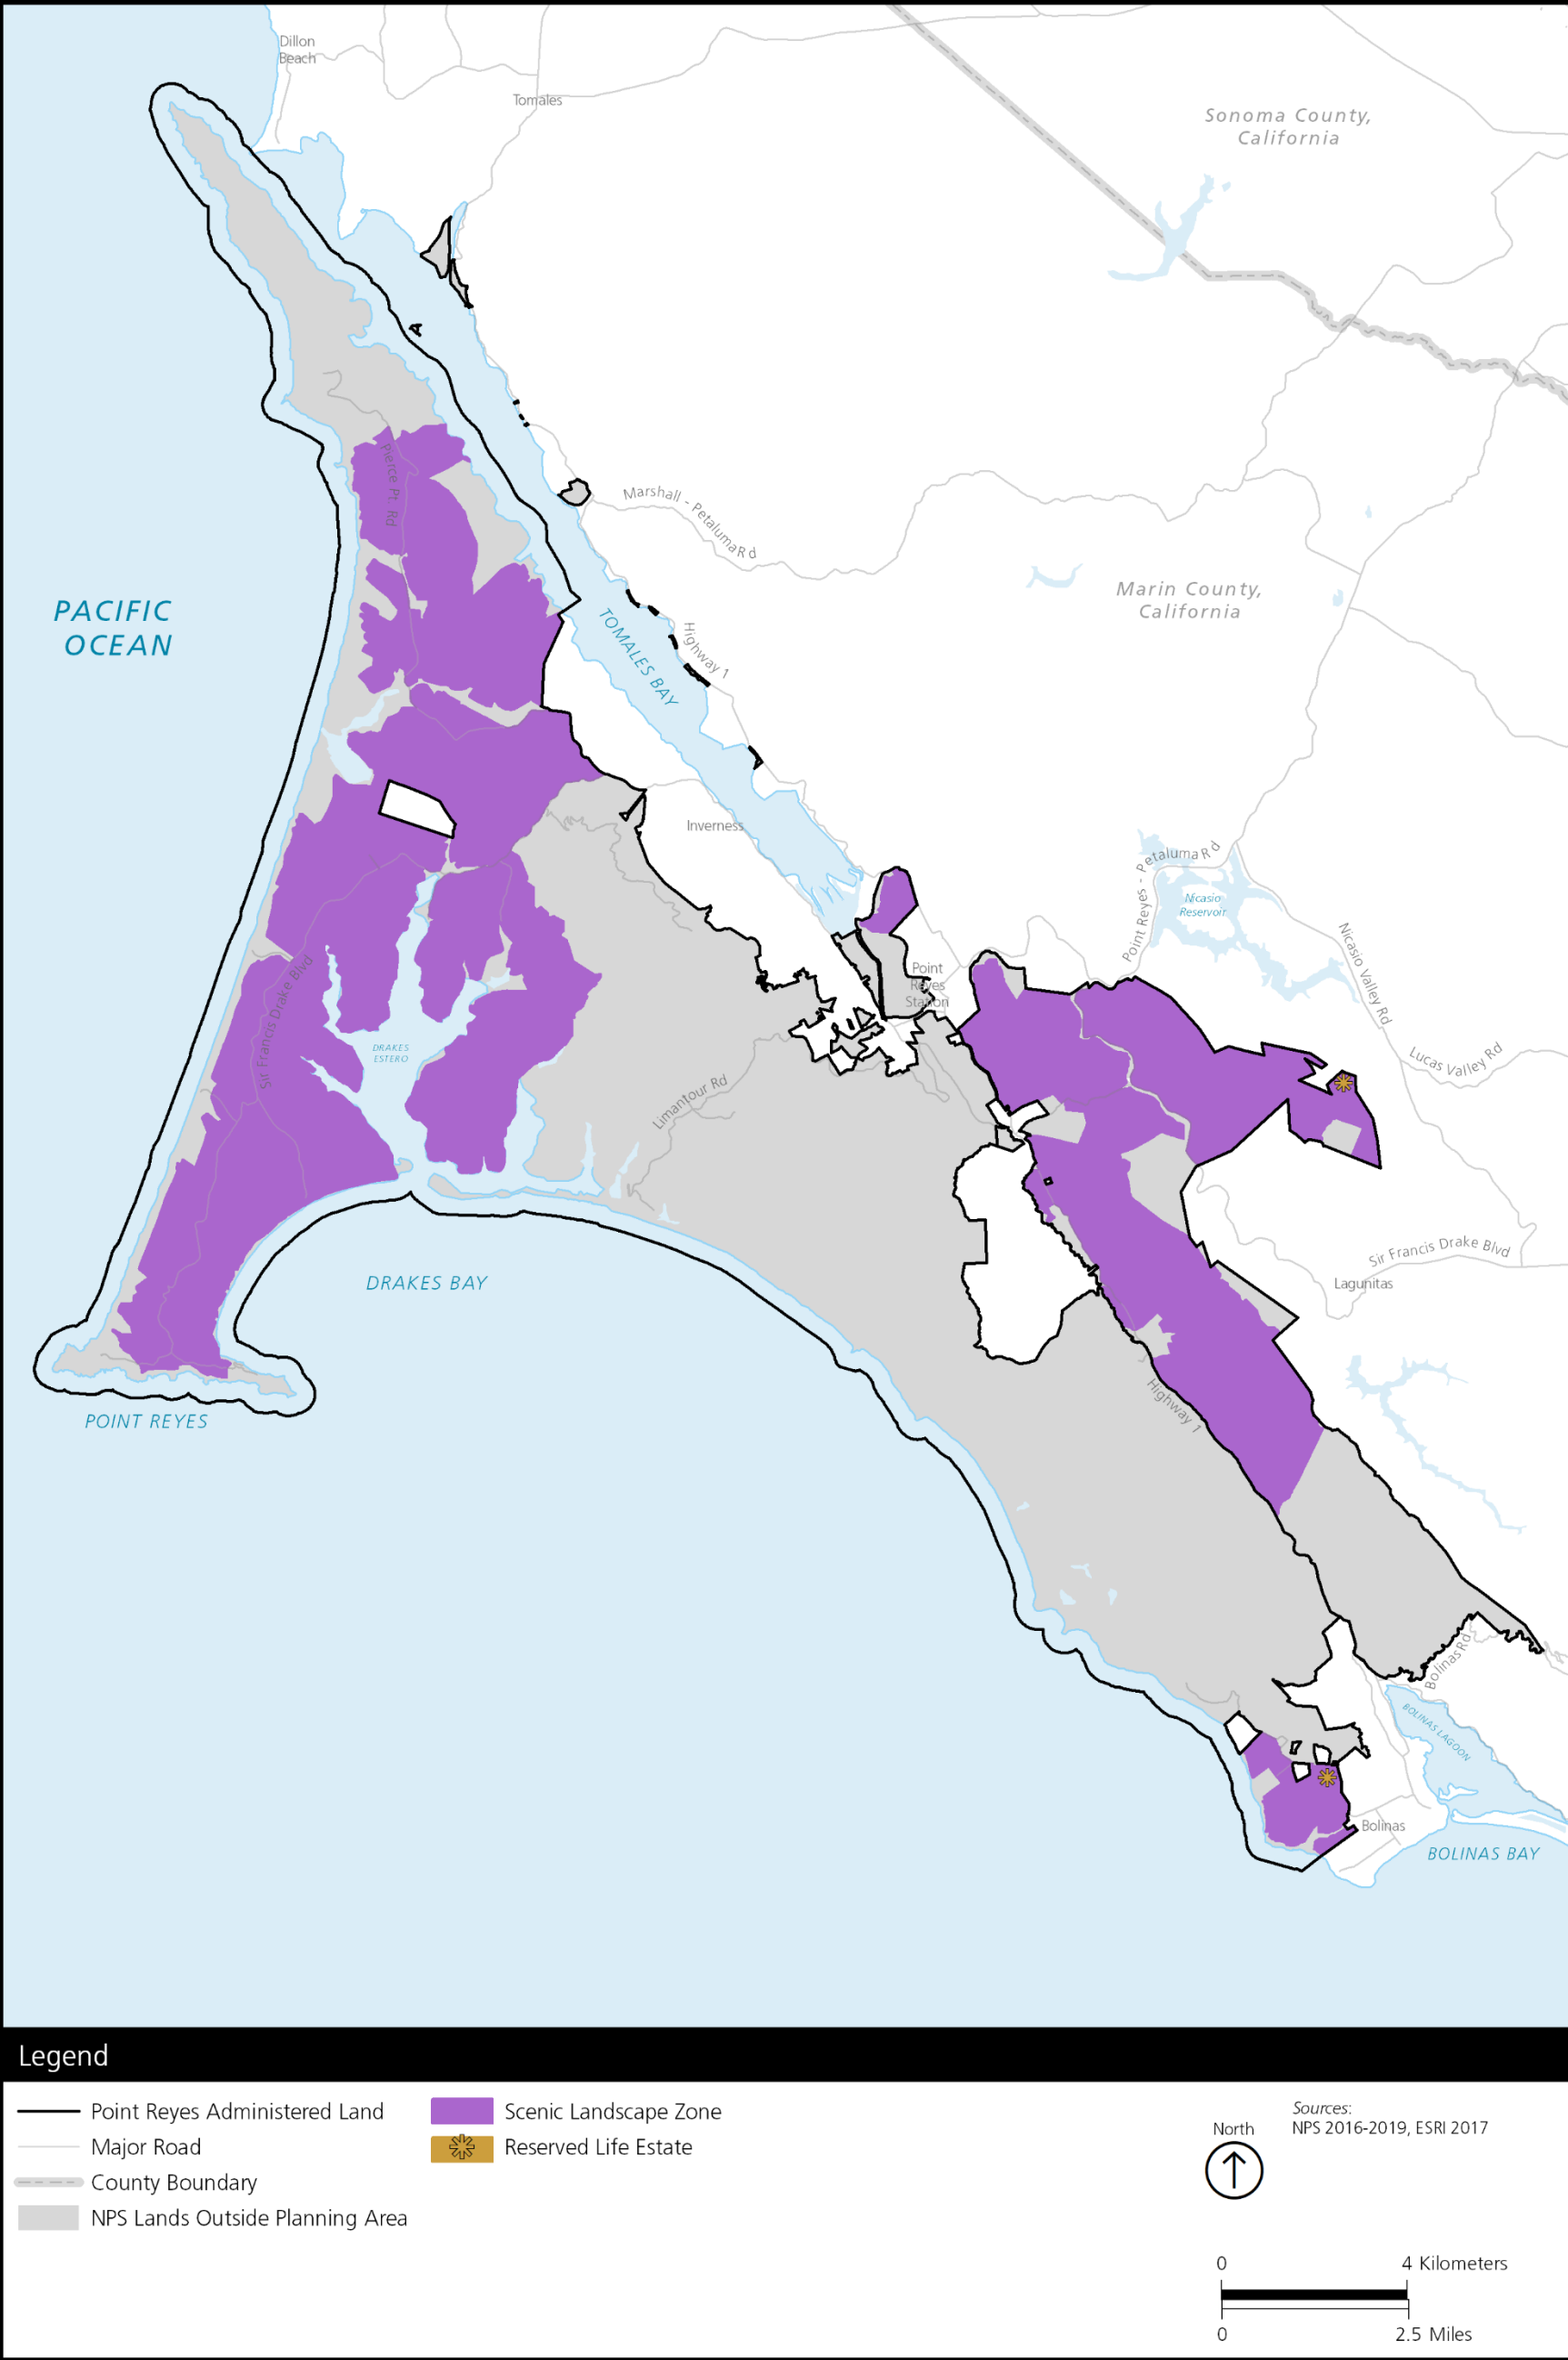 Dillon
Beach
Tomales
Sonoma County,
California
Pierce Pt. Rd
Marshall - Petaluma Rd
PACIFIC
OCEAN
Marin County,
California
TOMALES BAY
Highway 1
Inverness
Point Reyes - Petaluma Rd
Nicasio
Reservoir
Nicasio Valley Rd
Point
Reyes
Station
Sir Francis Drake Blvd
DRAKES
ESTERO
Limantour Rd
Lucas Valley Rd
Sir Francis Drake Blvd
Lagunitas
DRAKES BAY
POINT REYES
Highway 1
Bolinas Rd
BOLINAS LAGOON
Bolinas
BOLINAS BAY
Legend
Point Reyes Administered Land
Major Road
County Boundary
NPS Lands Outside Planning Area
Scenic Landscape Zone
Reserved Life Estate
North
Sources:
NPS 2016-2019, ESRI 2017
0 4 Kilometers
0 2.5 Miles